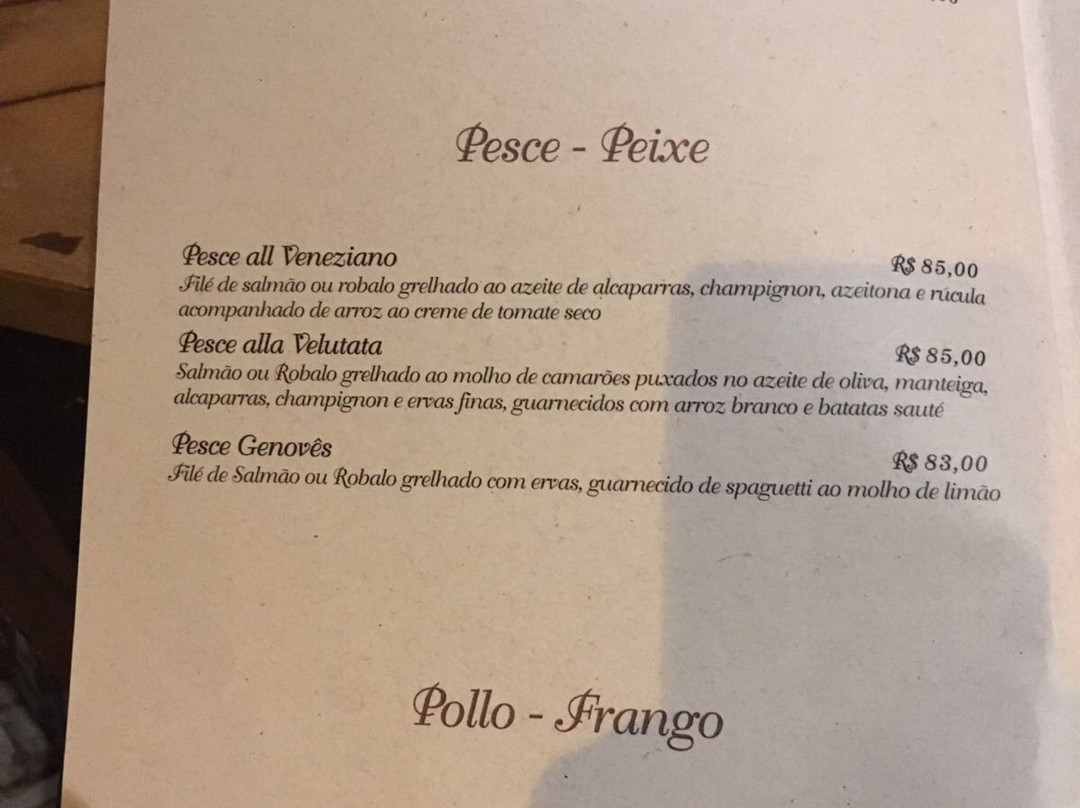 Pesce - Peixe
Pesce all Veneziano R$ 85,00
Filé de salmão ou robalo grelhado ao azeite de alcaparras, champignon, azeitona e rúcula
acompanhado de arroz ao creme de tomate seco
Pesce alla Velutata R$ 85,00
Salmão ou Robalo grelhado ao molho de camarões puxados no azeite de oliva, manteiga,
alcaparras, champignon e ervas finas, guarnecidos com arroz branco e batatas sauté
Pesce Genovês R$ 83,00
Filé de Salmão ou Robalo grelhado com ervas, guarnecido de spaguetti ao molho de limão
Pollo - Frango